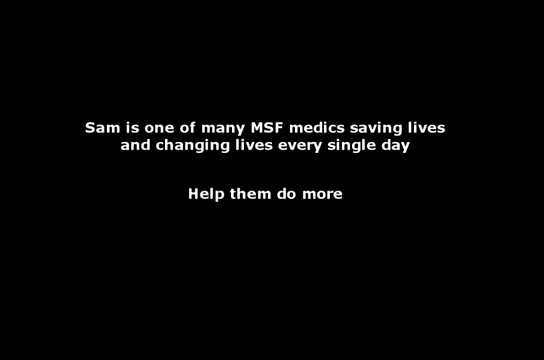 Sam is one of many MSF medics saving lives
and changing lives every single day
Help them do more